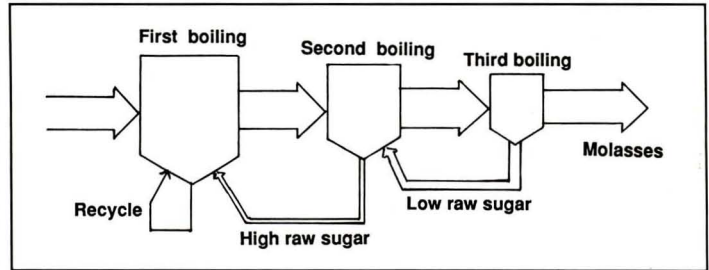 First boiling
Second boiling
Third boiling
Molasses
Recycle
Low raw sugar
High raw sugar